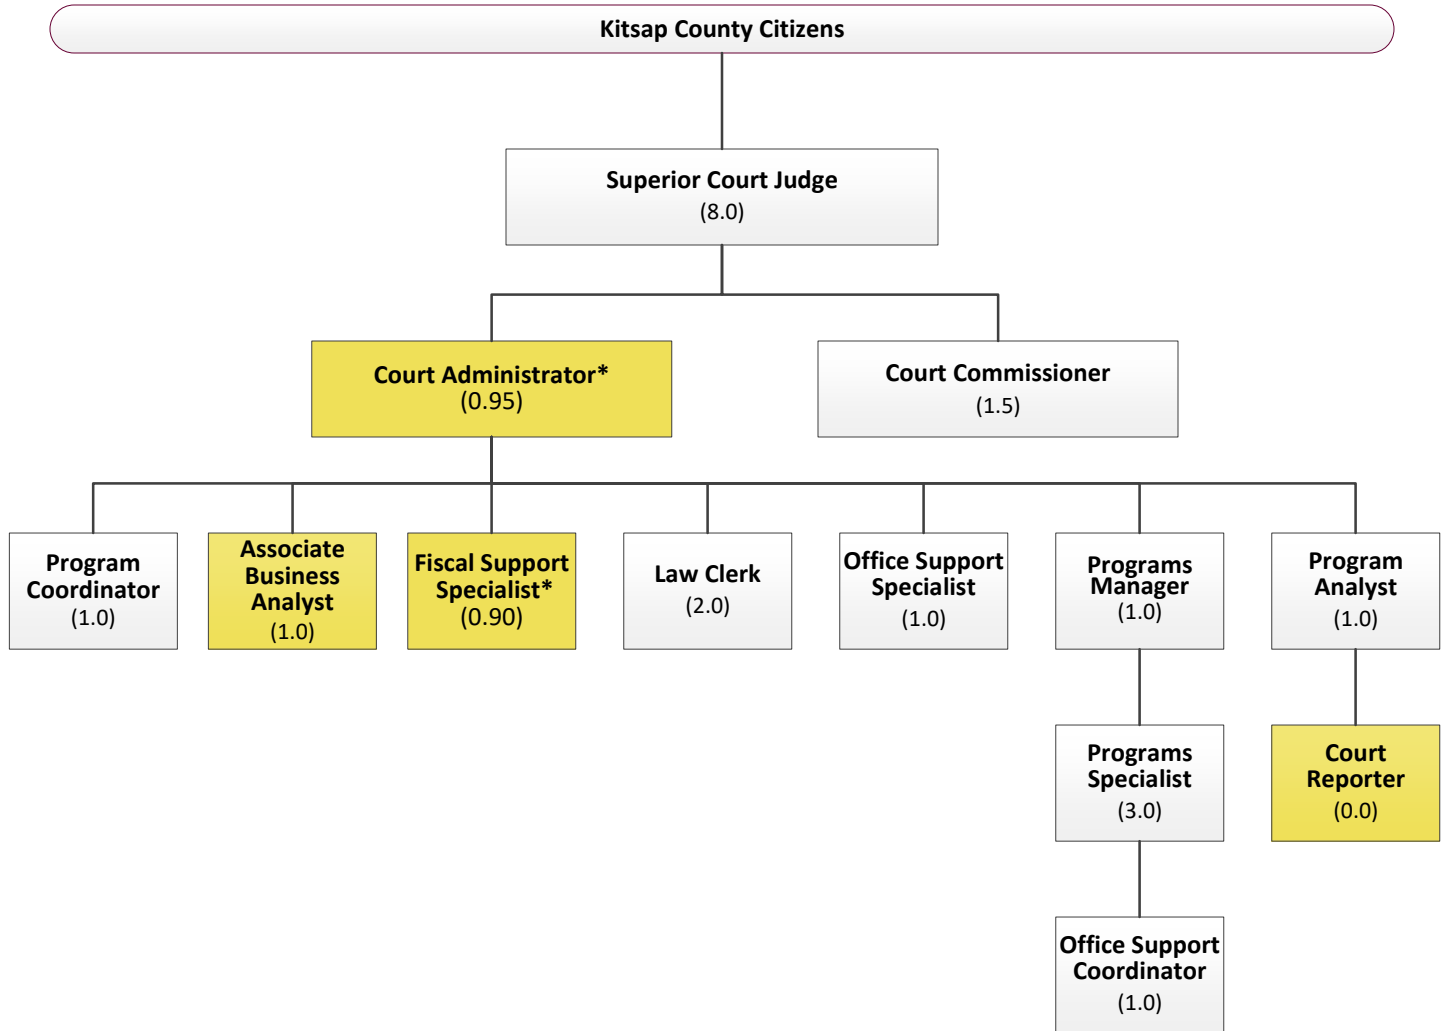 Kitsap County Citizens
Superior Court Judge
(8.0)
Court Administrator*
(0.95)
Court Commissioner
(1.5)
Program
Coordinator
(1.0)
Associate
Business
Analyst
(1.0)
Fiscal Support
Specialist*
(0.90)
Law Clerk
(2.0)
Office Support
Specialist
(1.0)
Programs
Manager
(1.0)
Program
Analyst
(1.0)
Programs
Specialist
(3.0)
Court
Reporter
(0.0)
Office Support
Coordinator
(1.0)